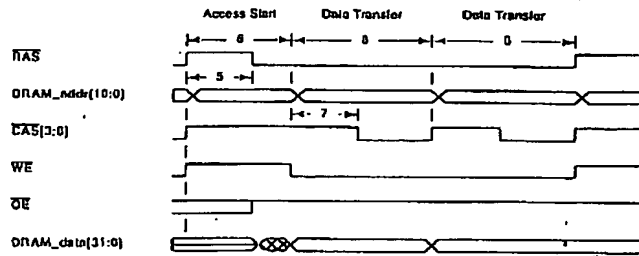 Access Start Data Transfer Data Transfer
6 8 8
RAS
5
DRAM_addr(10:0)
7
CAS[3:0)
WE
OE
DRAM_data(31:0)